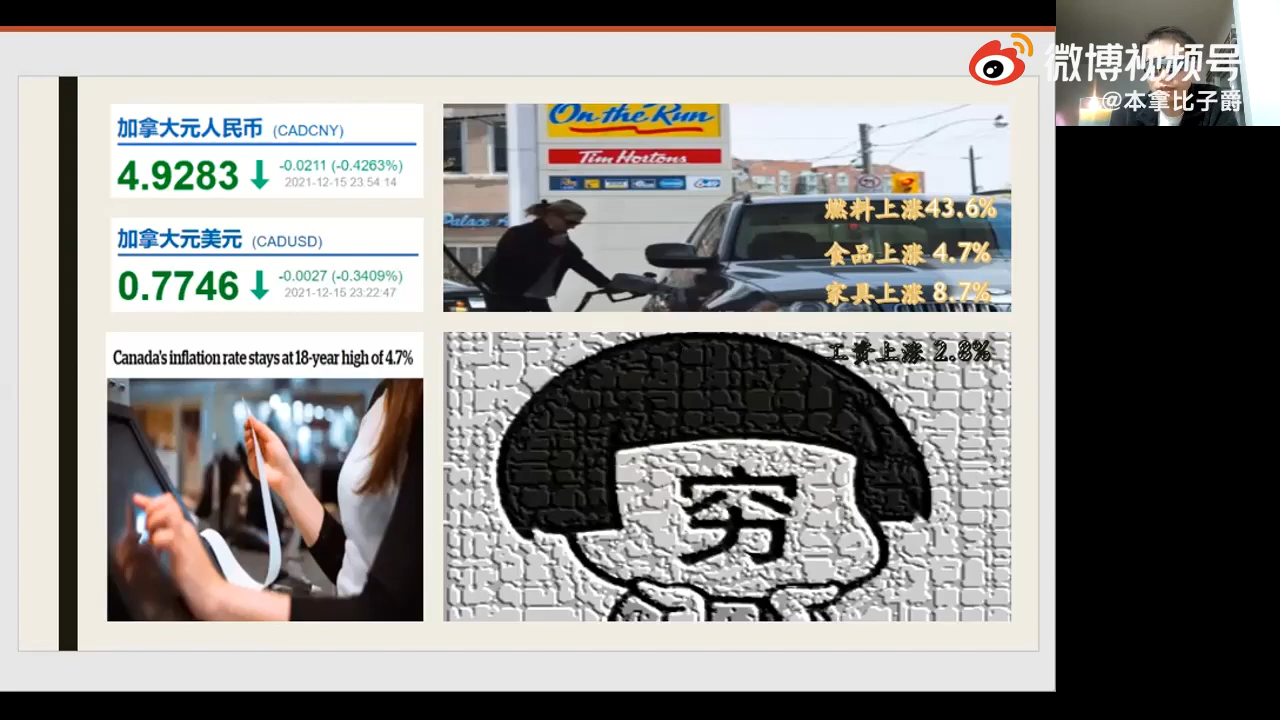 微博视频号
@本拿比子爵
加拿大元人民币 (CADCNY)
4.9283
-0.0211 (-0.4263%)
2021-12-15 23:54:14
加拿大元美元 (CADUSD)
0.7746
-0.0027 (-0.3409%)
2021-12-15 23:22:47
On the Run
Tim Hortons
6/49
Palace
燃料上涨43.6%
食品上涨 4.7%
家具上涨 8.7%
Canada's inflation rate stays at 18-year high of 4.7%
工资上涨 2.8%
穷